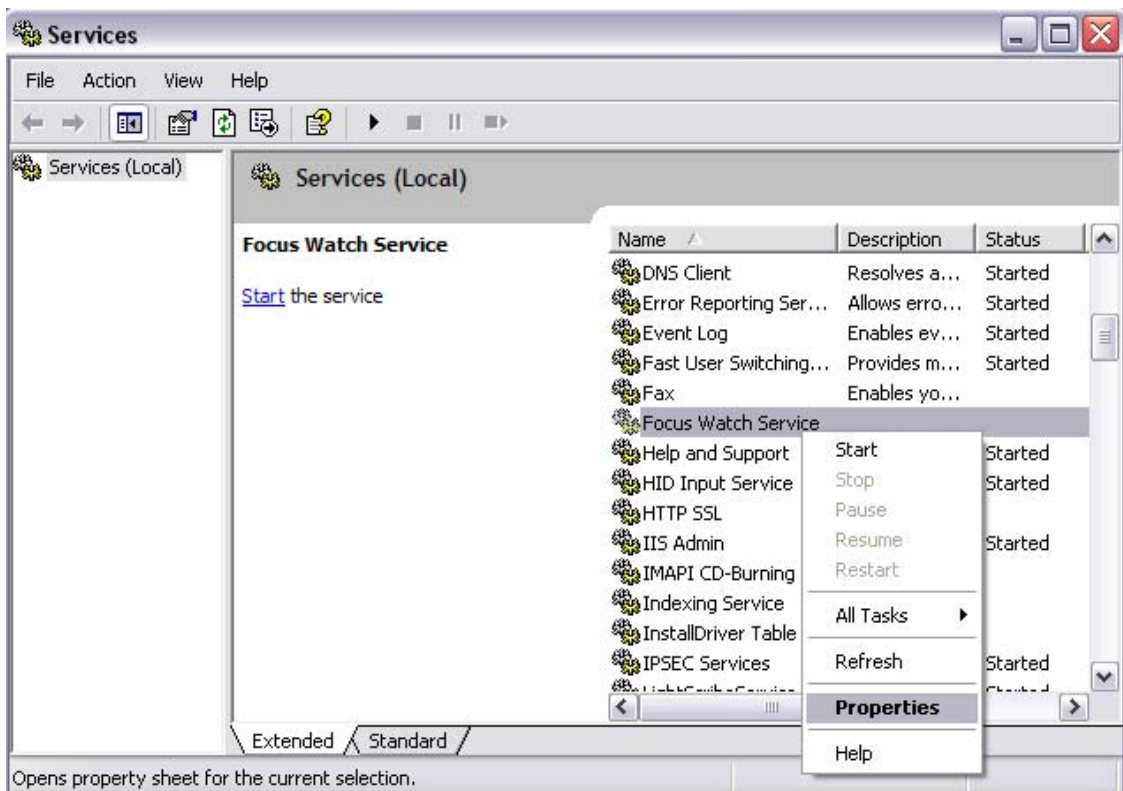 Services
File Action View Help
Services (Local)
Services (Local)
Focus Watch Service
Start the service
Name Description Status
DNS Client Resolves a... Started
Error Reporting Ser... Allows erro... Started
Event Log Enables ev... Started
Fast User Switching... Provides m... Started
Fax Enables yo...
Focus Watch Service
Help and Support Started
HID Input Service Started
HTTP SSL
IIS Admin Started
IMAPI CD-Burning
Indexing Service
InstallDriver Table
IPSEC Services Started
Start
Stop
Pause
Resume
Restart
All Tasks
Refresh
Properties
Help
Extended Standard
Opens property sheet for the current selection.